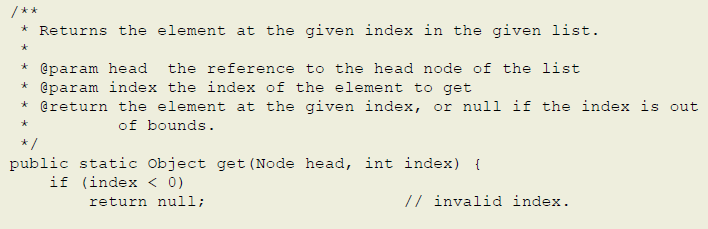 /**
 * Returns the element at the given index in the given list.
 *
 * @param head  the reference to the head node of the list
 * @param index the index of the element to get
 * @return the element at the given index, or null if the index is out
 *         of bounds.
 */
public static Object get(Node head, int index) {
    if (index < 0)
        return null;                    // invalid index.